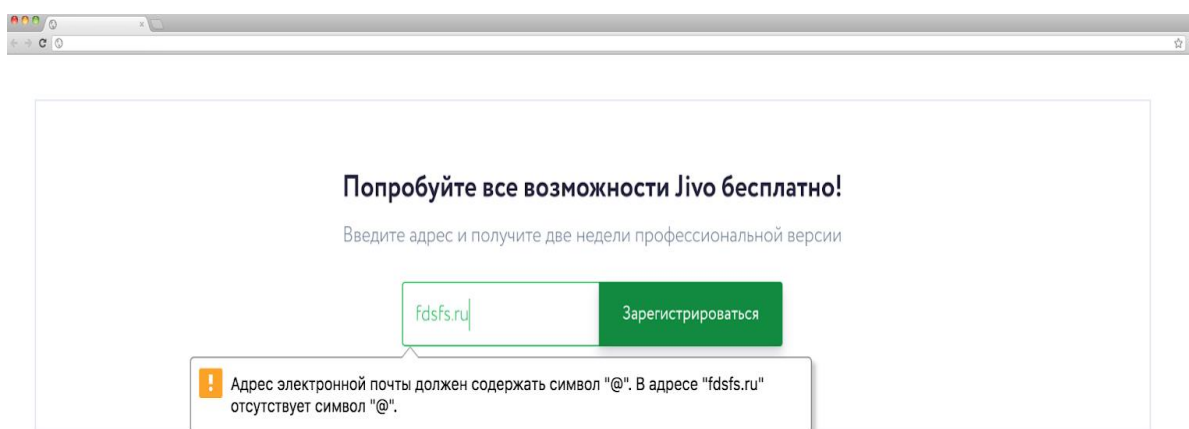 Попробуйте все возможности Jivo бесплатно!
Введите адрес и получите две недели профессиональной версии
fdsfs.ru
Зарегистрироваться
Адрес электронной почты должен содержать символ "@". В адресе "fdsfs.ru"
отсутствует символ "@".